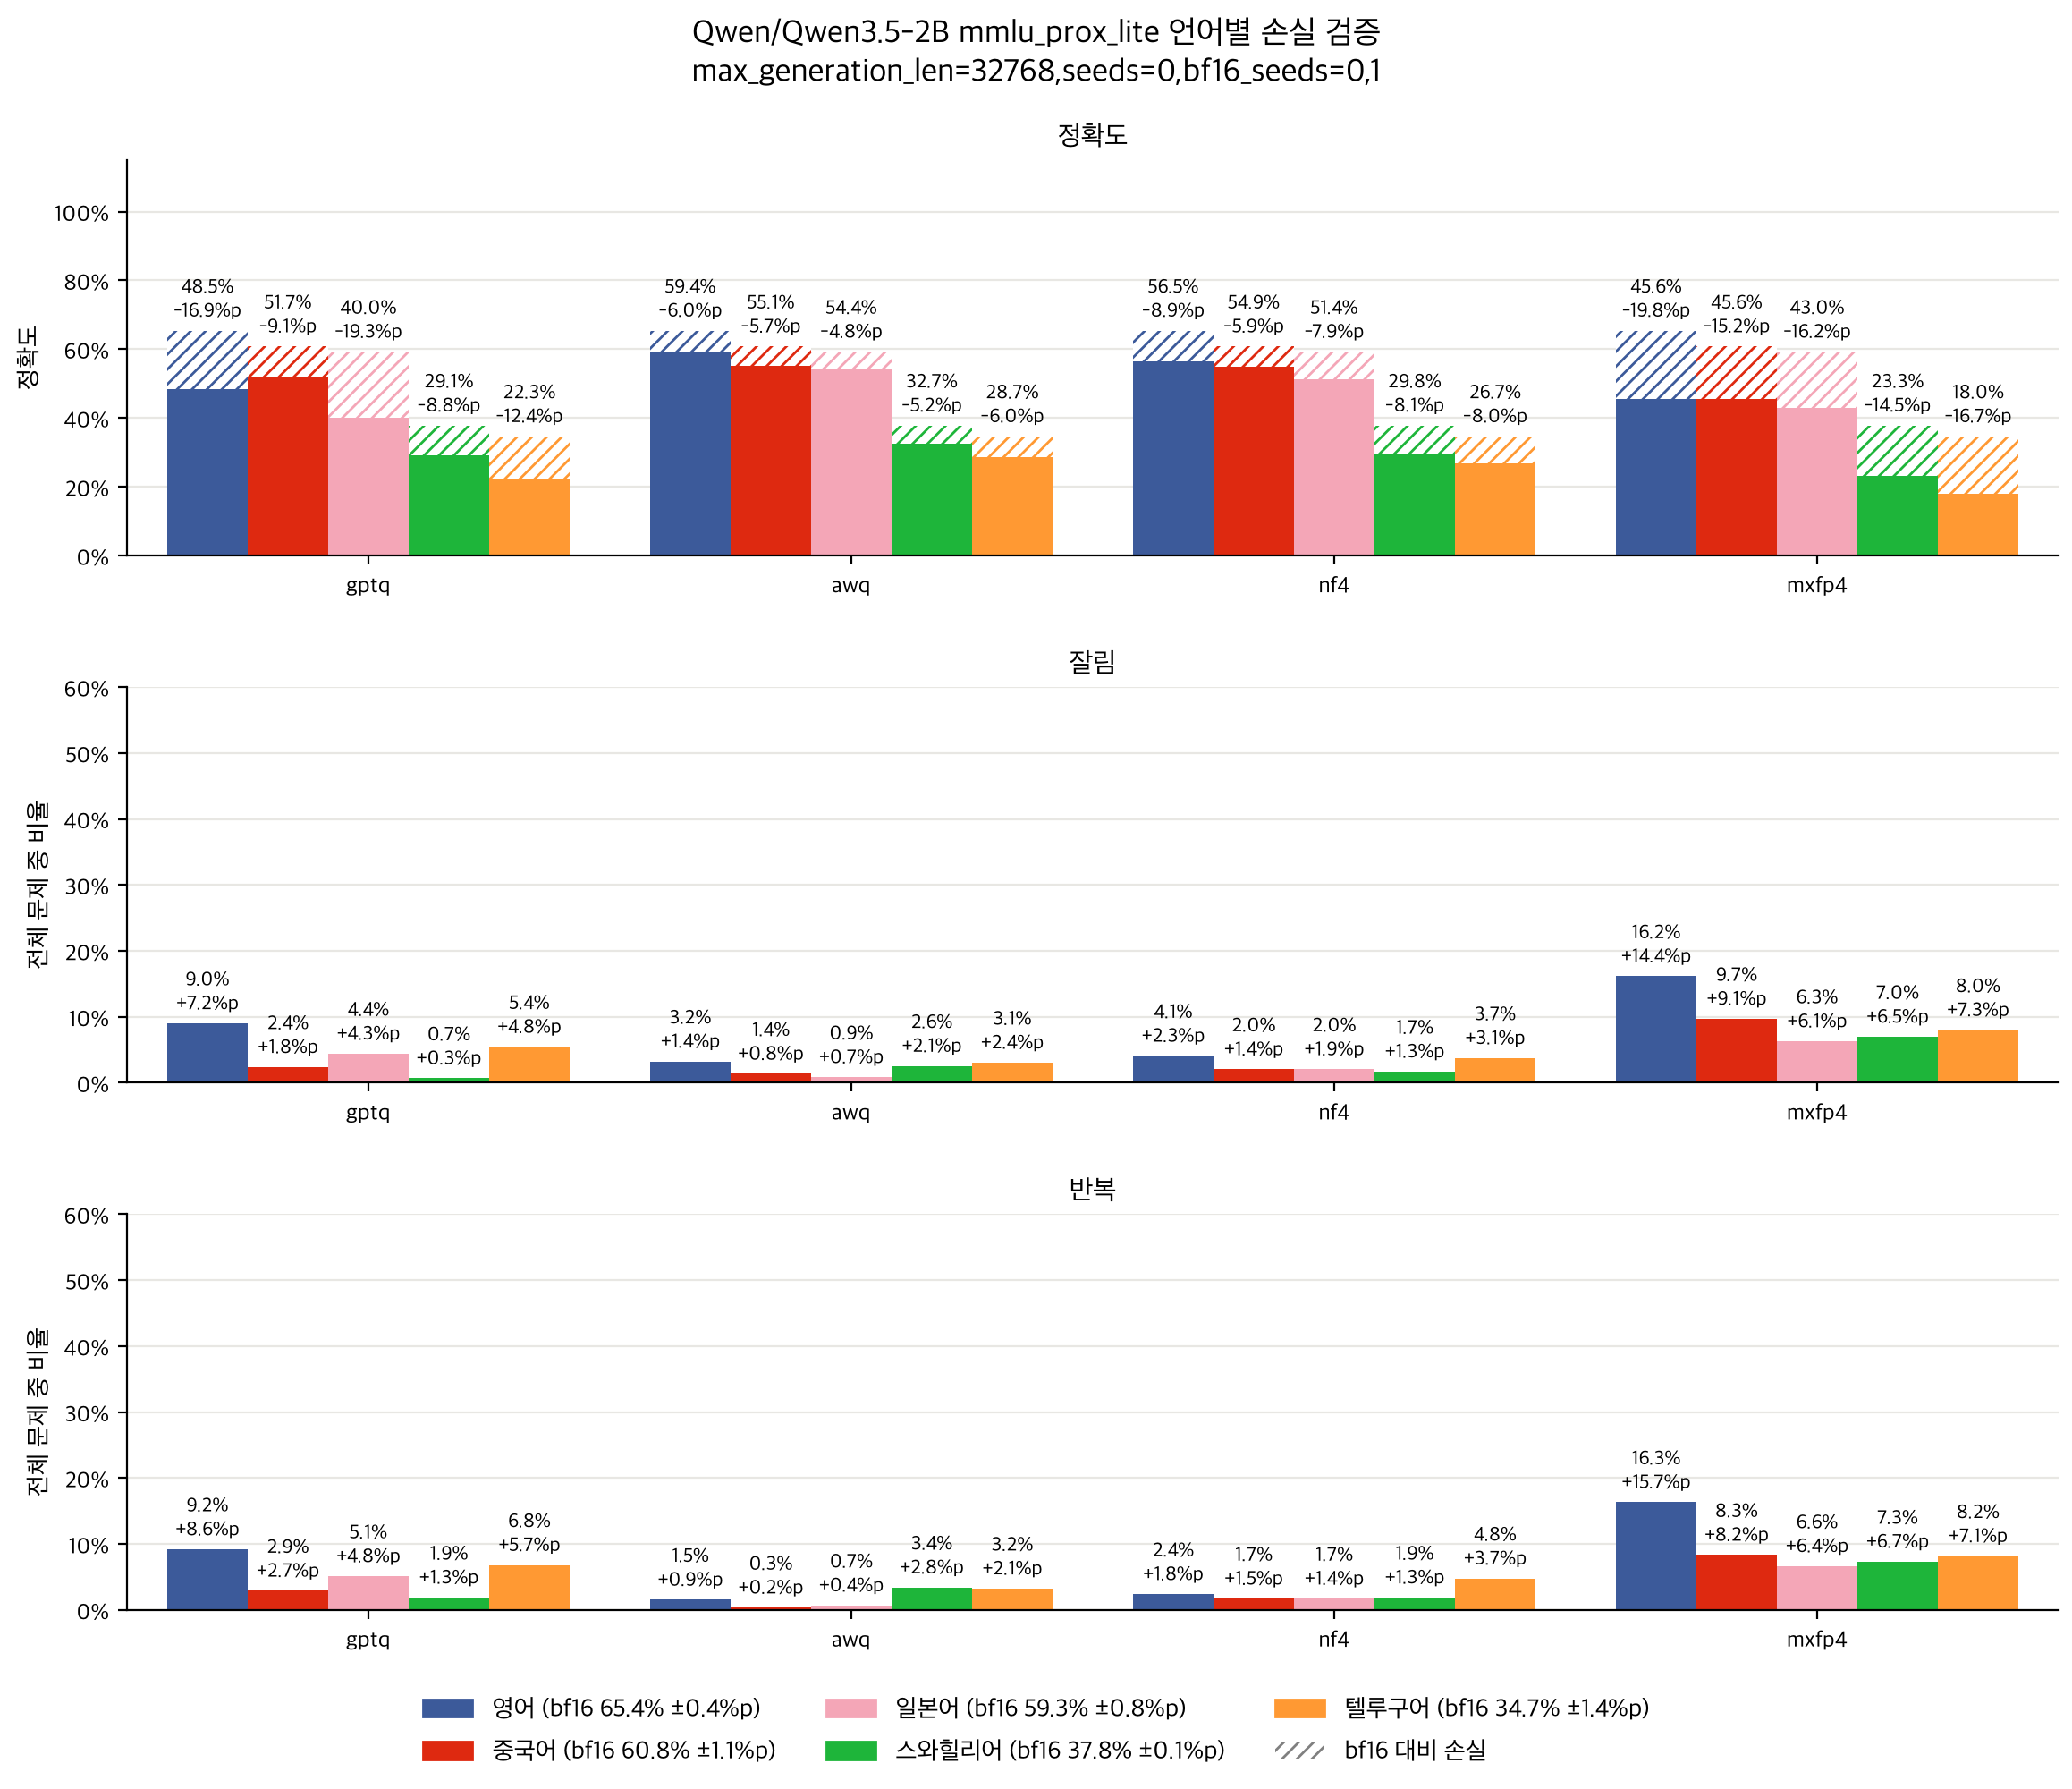 Qwen/Qwen3.5-2B mmlu_prox_lite 언어별 손실 검증
max_generation_len=32768,seeds=0,bf16_seeds=0,1
정확도
정확도
100%
80%
60%
40%
20%
0%
48.5%
-16.9%p
51.7%
-9.1%p
40.0%
-19.3%p
29.1%
-8.8%p
22.3%
-12.4%p
59.4%
-6.0%p
55.1%
-5.7%p
54.4%
-4.8%p
32.7%
-5.2%p
28.7%
-6.0%p
56.5%
-8.9%p
54.9%
-5.9%p
51.4%
-7.9%p
29.8%
-8.1%p
26.7%
-8.0%p
45.6%
-19.8%p
45.6%
-15.2%p
43.0%
-16.2%p
23.3%
-14.5%p
18.0%
-16.7%p
gptq
awq
nf4
mxfp4
잘림
전체 문제 중 비율
60%
50%
40%
30%
20%
10%
0%
9.0%
+7.2%p
2.4%
+1.8%p
4.4%
+4.3%p
0.7%
+0.3%p
5.4%
+4.8%p
3.2%
+1.4%p
1.4%
+0.8%p
0.9%
+0.7%p
2.6%
+2.1%p
3.1%
+2.4%p
4.1%
+2.3%p
2.0%
+1.4%p
2.0%
+1.9%p
1.7%
+1.3%p
3.7%
+3.1%p
16.2%
+14.4%p
9.7%
+9.1%p
6.3%
+6.1%p
7.0%
+6.5%p
8.0%
+7.3%p
gptq
awq
nf4
mxfp4
반복
전체 문제 중 비율
60%
50%
40%
30%
20%
10%
0%
9.2%
+8.6%p
2.9%
+2.7%p
5.1%
+4.8%p
1.9%
+1.3%p
6.8%
+5.7%p
1.5%
+0.9%p
0.3%
+0.2%p
0.7%
+0.4%p
3.4%
+2.8%p
3.2%
+2.1%p
2.4%
+1.8%p
1.7%
+1.5%p
1.7%
+1.4%p
1.9%
+1.3%p
4.8%
+3.7%p
16.3%
+15.7%p
8.3%
+8.2%p
6.6%
+6.4%p
7.3%
+6.7%p
8.2%
+7.1%p
gptq
awq
nf4
mxfp4
영어 (bf16 65.4% ±0.4%p)
중국어 (bf16 60.8% ±1.1%p)
일본어 (bf16 59.3% ±0.8%p)
스와힐리어 (bf16 37.8% ±0.1%p)
텔루구어 (bf16 34.7% ±1.4%p)
bf16 대비 손실